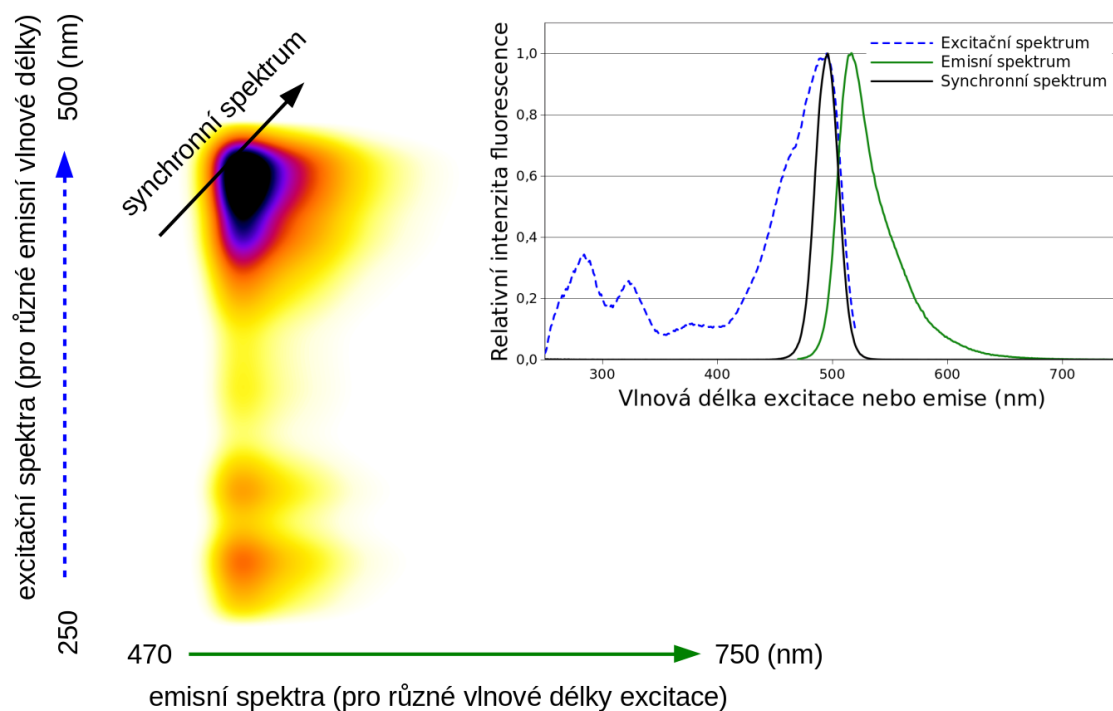 500 (nm)
excitační spektra (pro různé emisní vlnové délky)
250
synchronní spektrum
470
750 (nm)
emisní spektra (pro různé vlnové délky excitace)
Relativní intenzita fluorescence
1,0
0,8
0,6
0,4
0,2
0,0
300
400
500
600
700
Vlnová délka excitace nebo emise (nm)
Excitační spektrum
Emisní spektrum
Synchronní spektrum